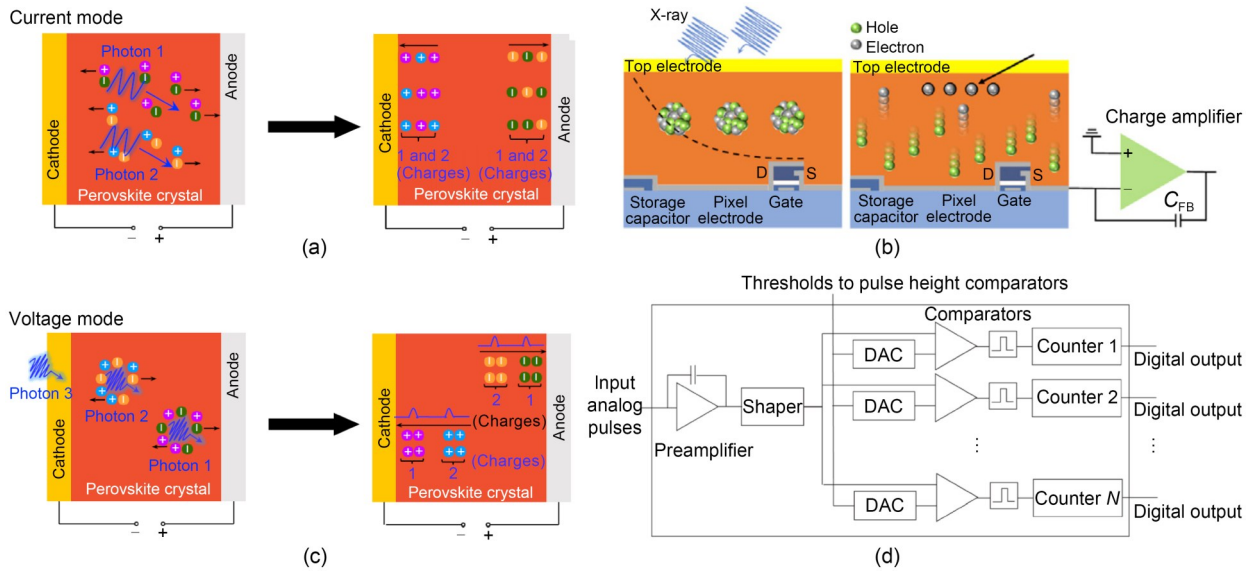 Current mode
Photon 1
Photon 2
Cathode
Anode
Perovskite crystal
− +
Cathode
Anode
1 and 2
(Charges)
1 and 2
(Charges)
Perovskite crystal
− +
(a)
X-ray
Top electrode
D
S
Storage
capacitor
Pixel
electrode
Gate
Hole
Electron
Top electrode
D
S
Storage
capacitor
Pixel
electrode
Gate
Charge amplifier
+
−
CFB
(b)
Voltage mode
Photon 3
Photon 2
Photon 1
Cathode
Anode
Perovskite crystal
− +
Cathode
Anode
2 1
(Charges)
(Charges)
1 2
Perovskite crystal
− +
(c)
Thresholds to pulse height comparators
Comparators
Input
analog
pulses
Preamplifier
Shaper
DAC
Counter 1
Digital output
DAC
Counter 2
Digital output
...
...
DAC
Counter N
Digital output
(d)